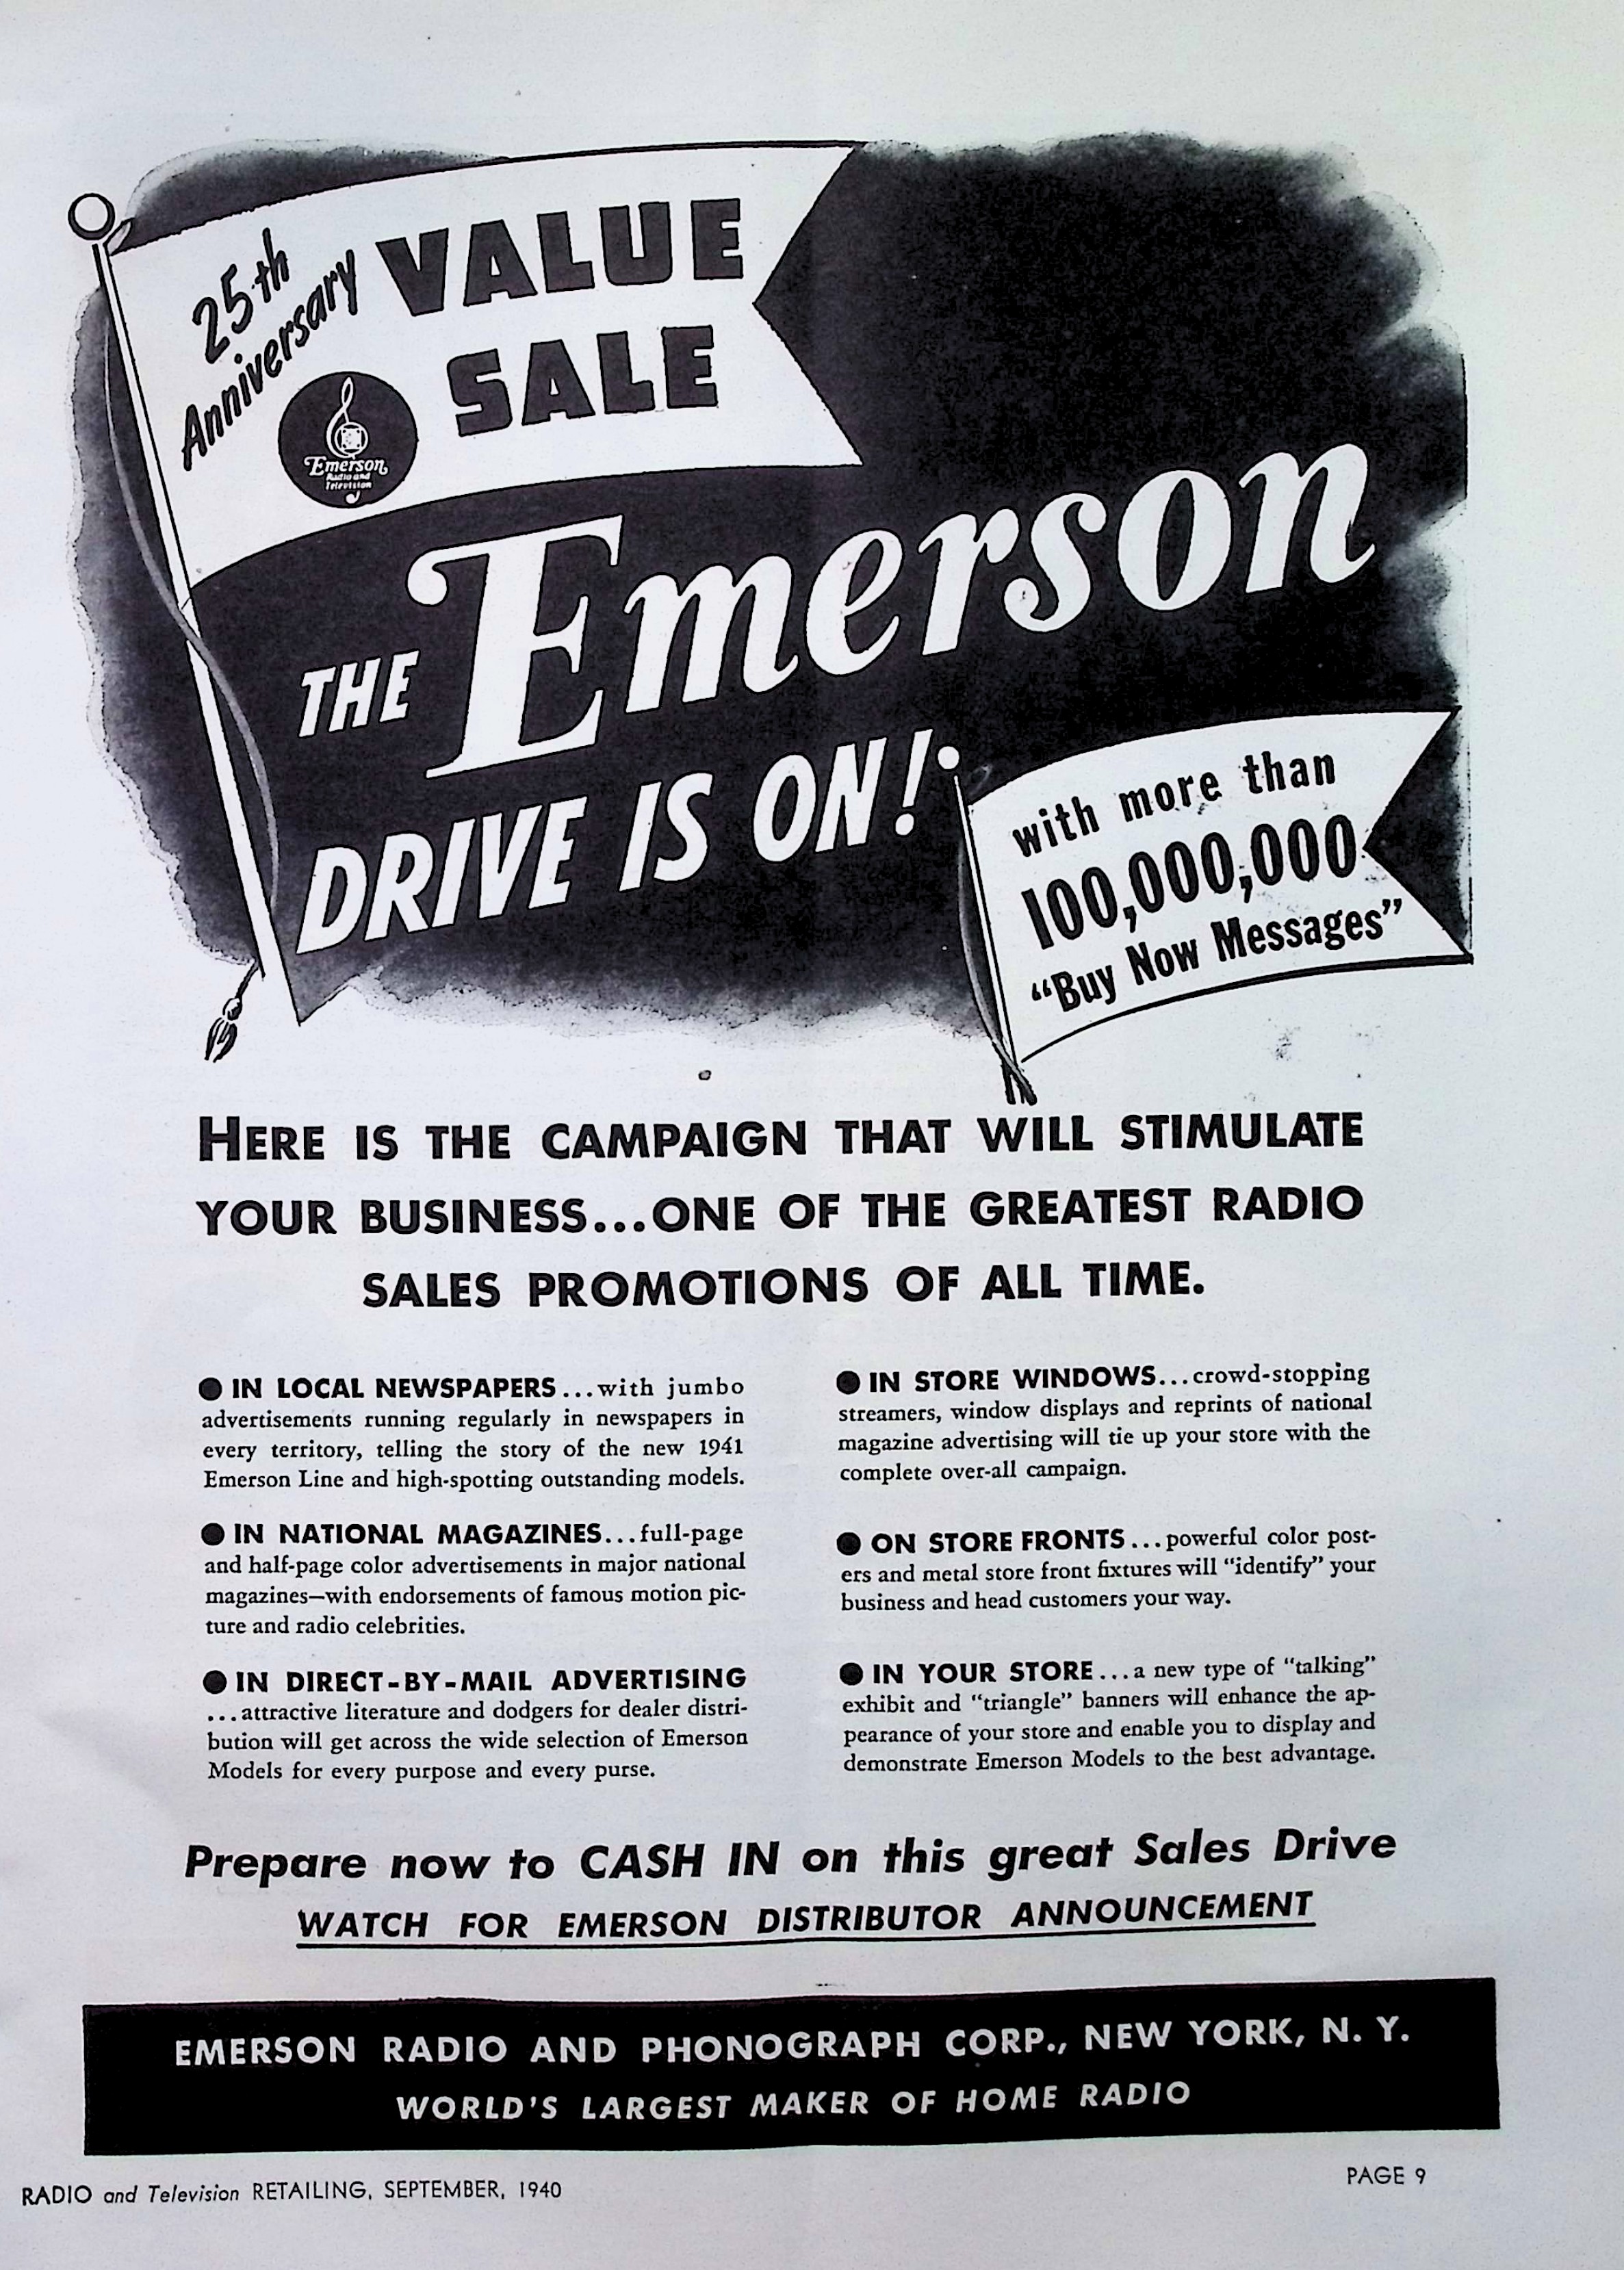 25th
Anniversary
VALUE
SALE
Emerson
Radio and
Television
THE Emerson
DRIVE IS ON!
with more than
100,000,000
“Buy Now Messages”
HERE IS THE CAMPAIGN THAT WILL STIMULATE
YOUR BUSINESS...ONE OF THE GREATEST RADIO
SALES PROMOTIONS OF ALL TIME.
● IN LOCAL NEWSPAPERS...with jumbo
advertisements running regularly in newspapers in
every territory, telling the story of the new 1941
Emerson Line and high-spotting outstanding models.
● IN NATIONAL MAGAZINES...full-page
and half-page color advertisements in major national
magazines—with endorsements of famous motion pic-
ture and radio celebrities.
● IN DIRECT-BY-MAIL ADVERTISING
...attractive literature and dodgers for dealer distri-
bution will get across the wide selection of Emerson
Models for every purpose and every purse.
● IN STORE WINDOWS...crowd-stopping
streamers, window displays and reprints of national
magazine advertising will tie up your store with the
complete over-all campaign.
● ON STORE FRONTS...powerful color post-
ers and metal store front fixtures will “identify” your
business and head customers your way.
● IN YOUR STORE...a new type of “talking”
exhibit and “triangle” banners will enhance the ap-
pearance of your store and enable you to display and
demonstrate Emerson Models to the best advantage.
Prepare now to CASH IN on this great Sales Drive
WATCH FOR EMERSON DISTRIBUTOR ANNOUNCEMENT
EMERSON RADIO AND PHONOGRAPH CORP., NEW YORK, N. Y.
WORLD'S LARGEST MAKER OF HOME RADIO
RADIO and Television RETAILING, SEPTEMBER, 1940
PAGE 9